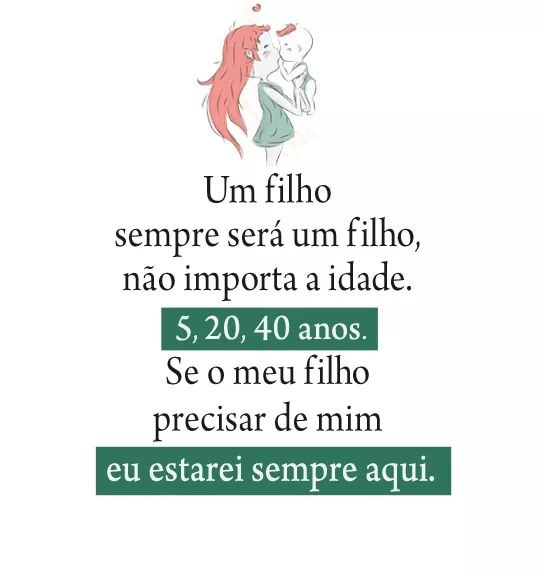 Um filho
sempre será um filho,
não importa a idade.
5, 20, 40 anos.
Se o meu filho
precisar de mim
eu estarei sempre aqui.